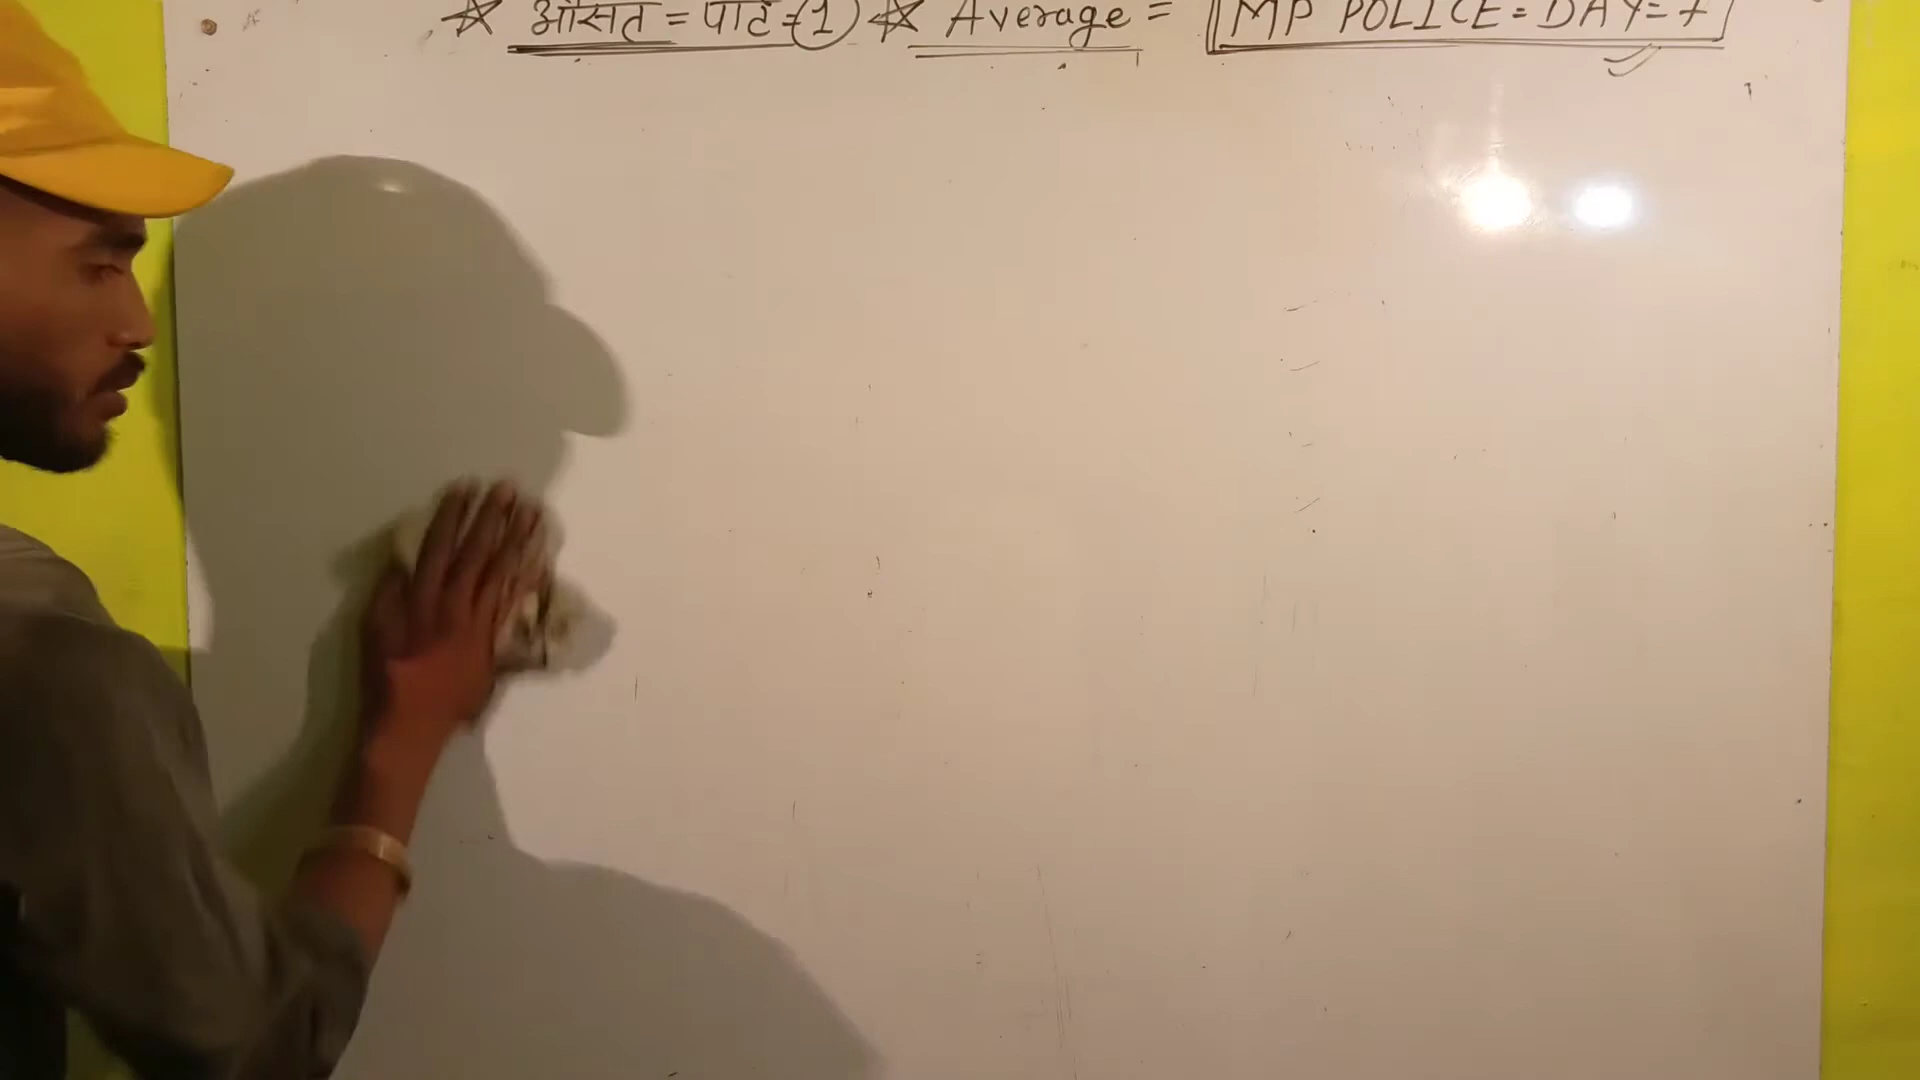 ☆ औसत = पाट -① ☆ Average = MP POLICE = DAY = 7